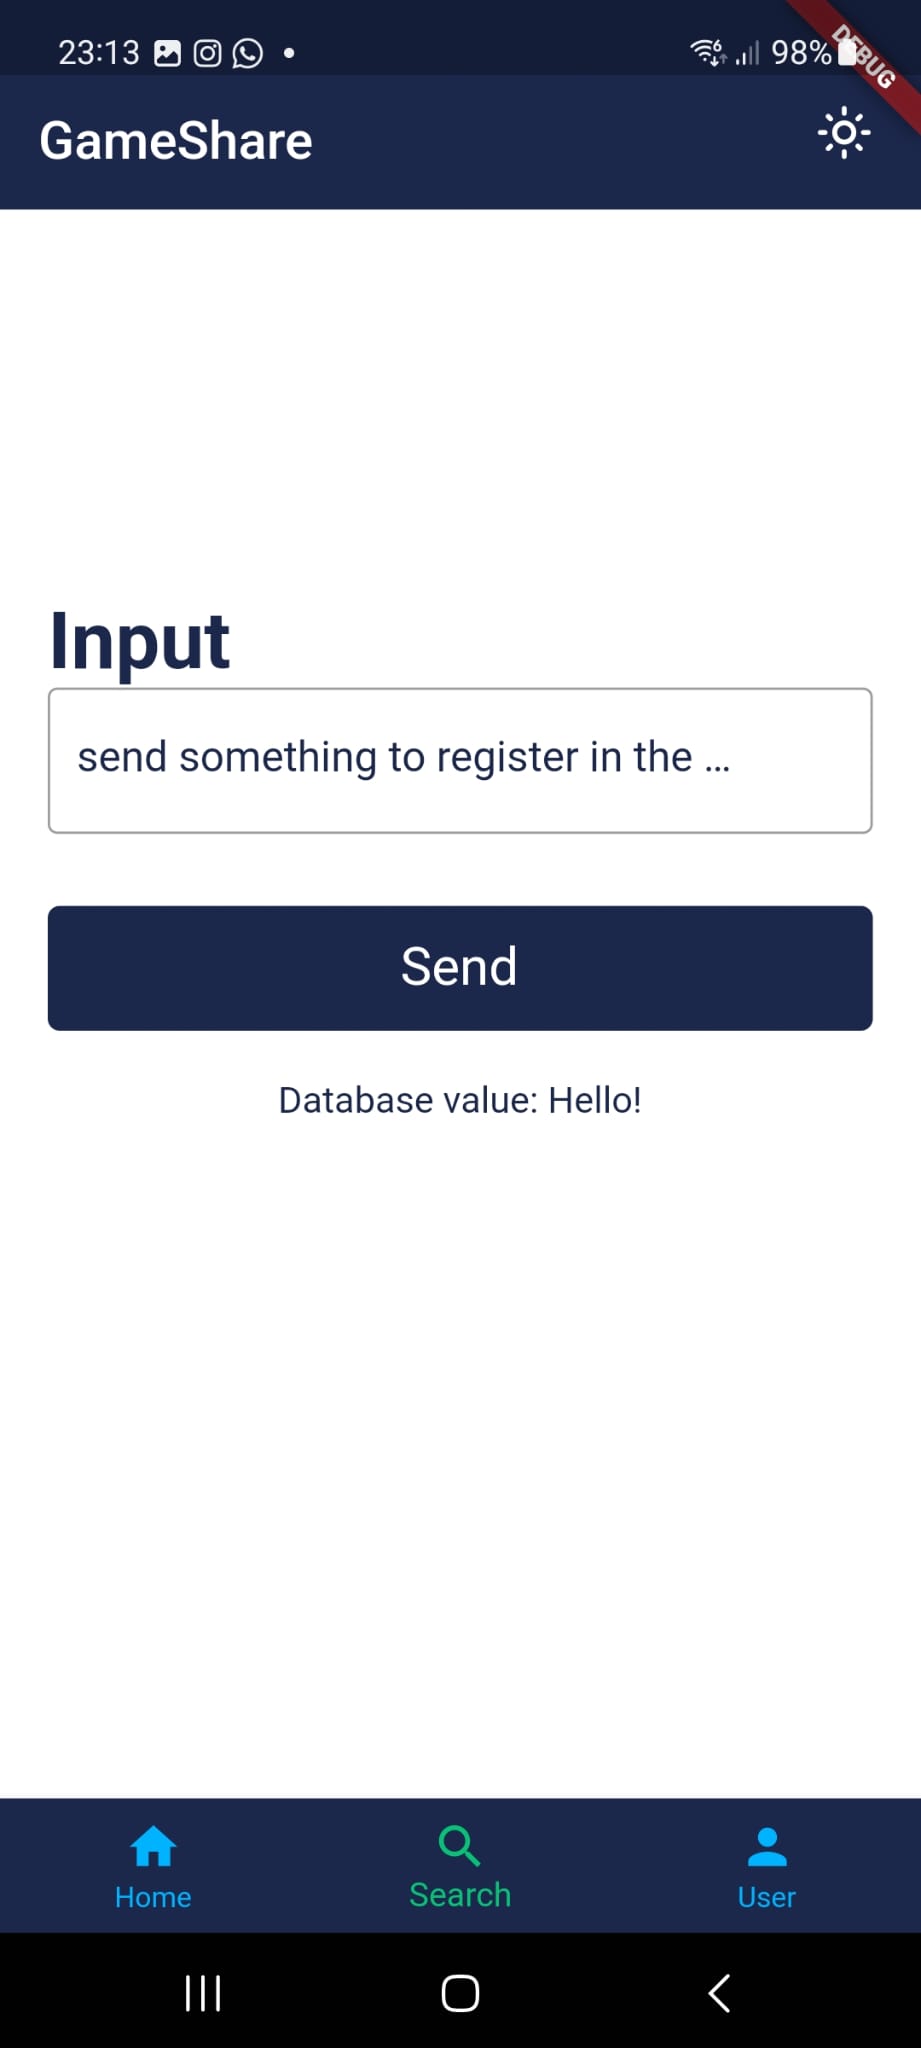 23:13 98%
DEBUG
GameShare
Input
send something to register in the ...
Send
Database value: Hello!
Home Search User